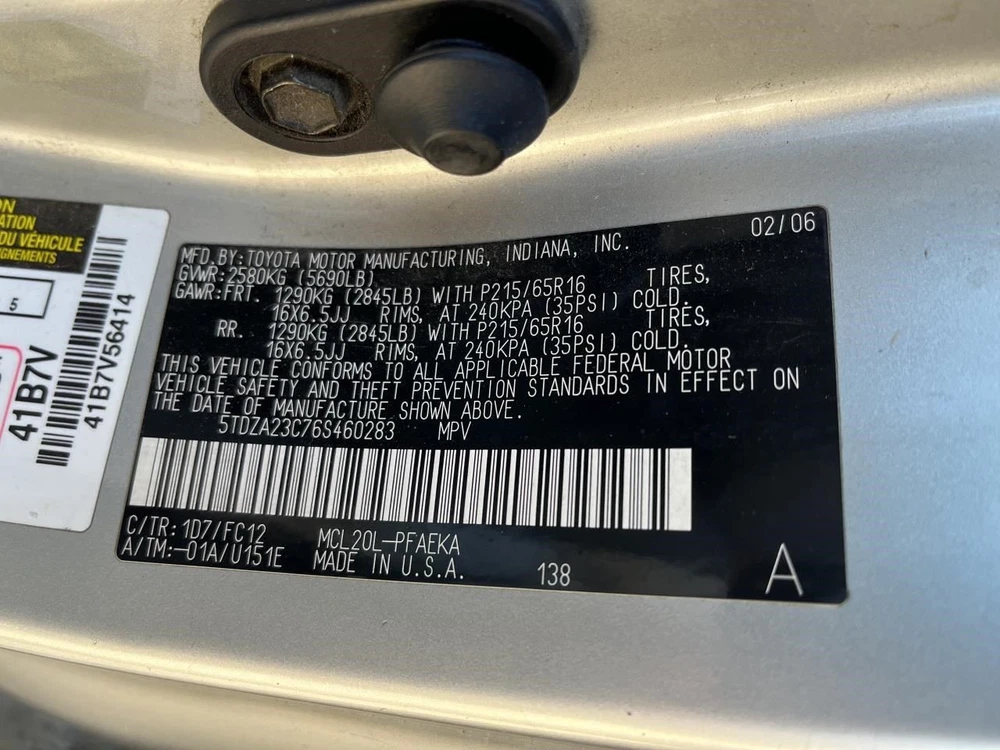 ON
ATION
DU VÉHICULE
IGNEMENTS
5
41B7V
41B7V56414
02/06
MFD.BY:TOYOTA MOTOR MANUFACTURING, INDIANA, INC.
GVWR:2580KG (5690LB)
GAWR:FRT. 1290KG (2845LB) WITH P215/65R16 TIRES,
16X6.5JJ RIMS, AT 240KPA (35PSI) COLD.
RR. 1290KG (2845LB) WITH P215/65R16 TIRES,
16X6.5JJ RIMS, AT 240KPA (35PSI) COLD.
THIS VEHICLE CONFORMS TO ALL APPLICABLE FEDERAL MOTOR
VEHICLE SAFETY AND THEFT PREVENTION STANDARDS IN EFFECT ON
THE DATE OF MANUFACTURE SHOWN ABOVE.
5TDZA23C76S460283 MPV
C/TR:1D7/FC12 MCL20L-PFAEKA
A/TM:-01A/U151E MADE IN U.S.A. 138 A